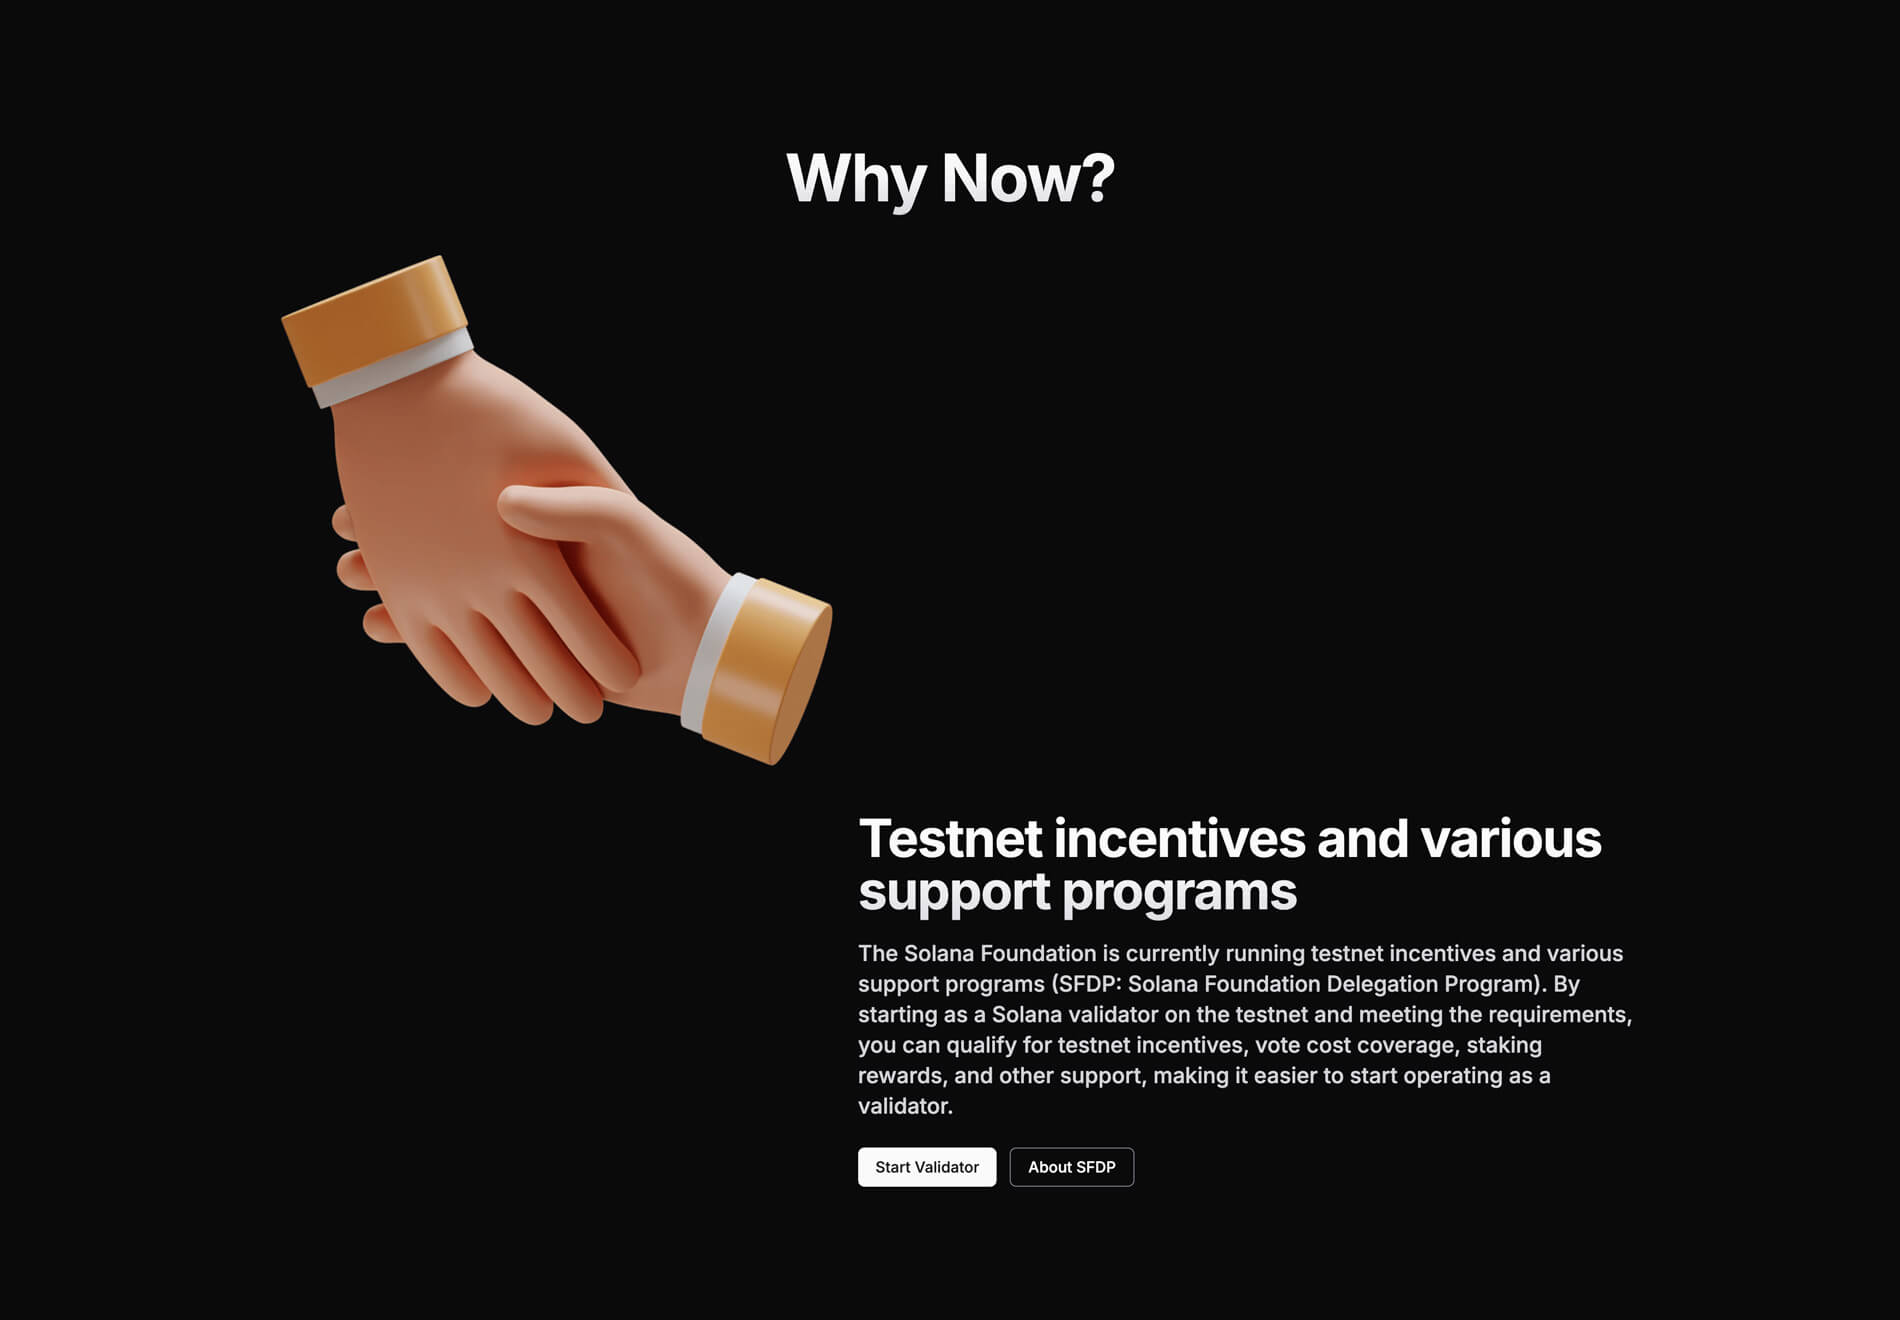 Why Now?
Testnet incentives and various
support programs
The Solana Foundation is currently running testnet incentives and various
support programs (SFDP: Solana Foundation Delegation Program). By
starting as a Solana validator on the testnet and meeting the requirements,
you can qualify for testnet incentives, vote cost coverage, staking
rewards, and other support, making it easier to start operating as a
validator.
Start Validator
About SFDP